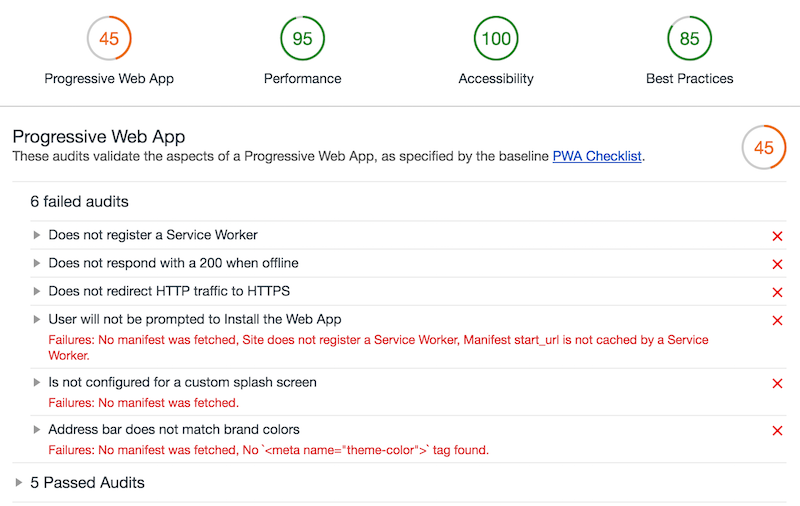 45
95
100
85
Progressive Web App
Performance
Accessibility
Best Practices
Progressive Web App
These audits validate the aspects of a Progressive Web App, as specified by the baseline PWA Checklist.
45
6 failed audits
Does not register a Service Worker
Does not respond with a 200 when offline
Does not redirect HTTP traffic to HTTPS
User will not be prompted to Install the Web App
Failures: No manifest was fetched, Site does not register a Service Worker, Manifest start_url is not cached by a Service
Worker.
Is not configured for a custom splash screen
Failures: No manifest was fetched.
Address bar does not match brand colors
Failures: No manifest was fetched, No `<meta name="theme-color">` tag found.
5 Passed Audits